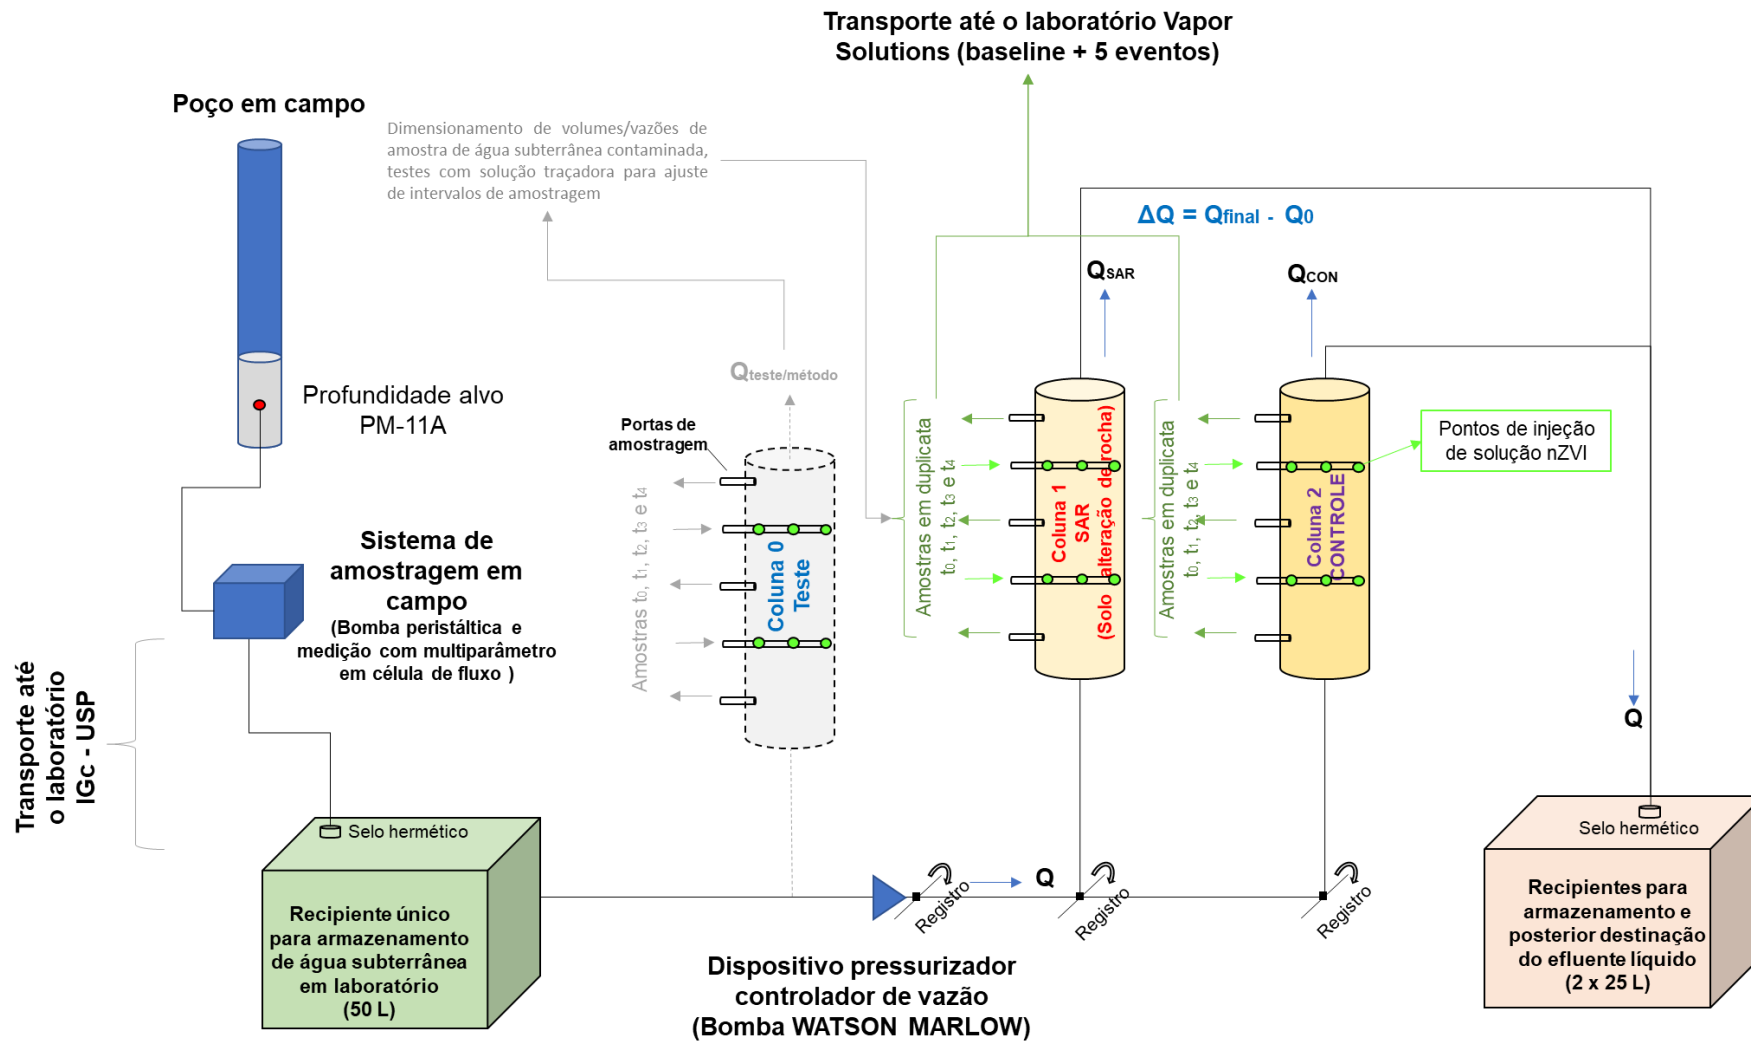 Transporte até o laboratório Vapor
Solutions (baseline + 5 eventos)
Poço em campo
Dimensionamento de volumes/vazões de
amostra de água subterrânea contaminada,
testes com solução traçadora para ajuste
de intervalos de amostragem
ΔQ = Qfinal - Q0
QSAR
QCON
Profundidade alvo
PM-11A
Qteste/método
Portas de
amostragem
Amostras t0, t1, t2, t3 e t4
Coluna 0
Teste
Amostras em duplicata
t0, t1, t2, t3 e t4
Coluna 1
SAR
(Solo alteração de rocha)
Amostras em duplicata
t0, t1, t2, t3 e t4
Coluna 2
CONTROLE
Pontos de injeção
de solução nZVI
Sistema de
amostragem em
campo
(Bomba peristáltica e
medição com multiparâmetro
em célula de fluxo )
Transporte até
o laboratório
IGc - USP
Selo hermético
Recipiente único
para armazenamento
de água subterrânea
em laboratório
(50 L)
Q
Registro
Registro
Registro
Dispositivo pressurizador
controlador de vazão
(Bomba WATSON MARLOW)
Q
Selo hermético
Recipientes para
armazenamento e
posterior destinação
do efluente líquido
(2 x 25 L)